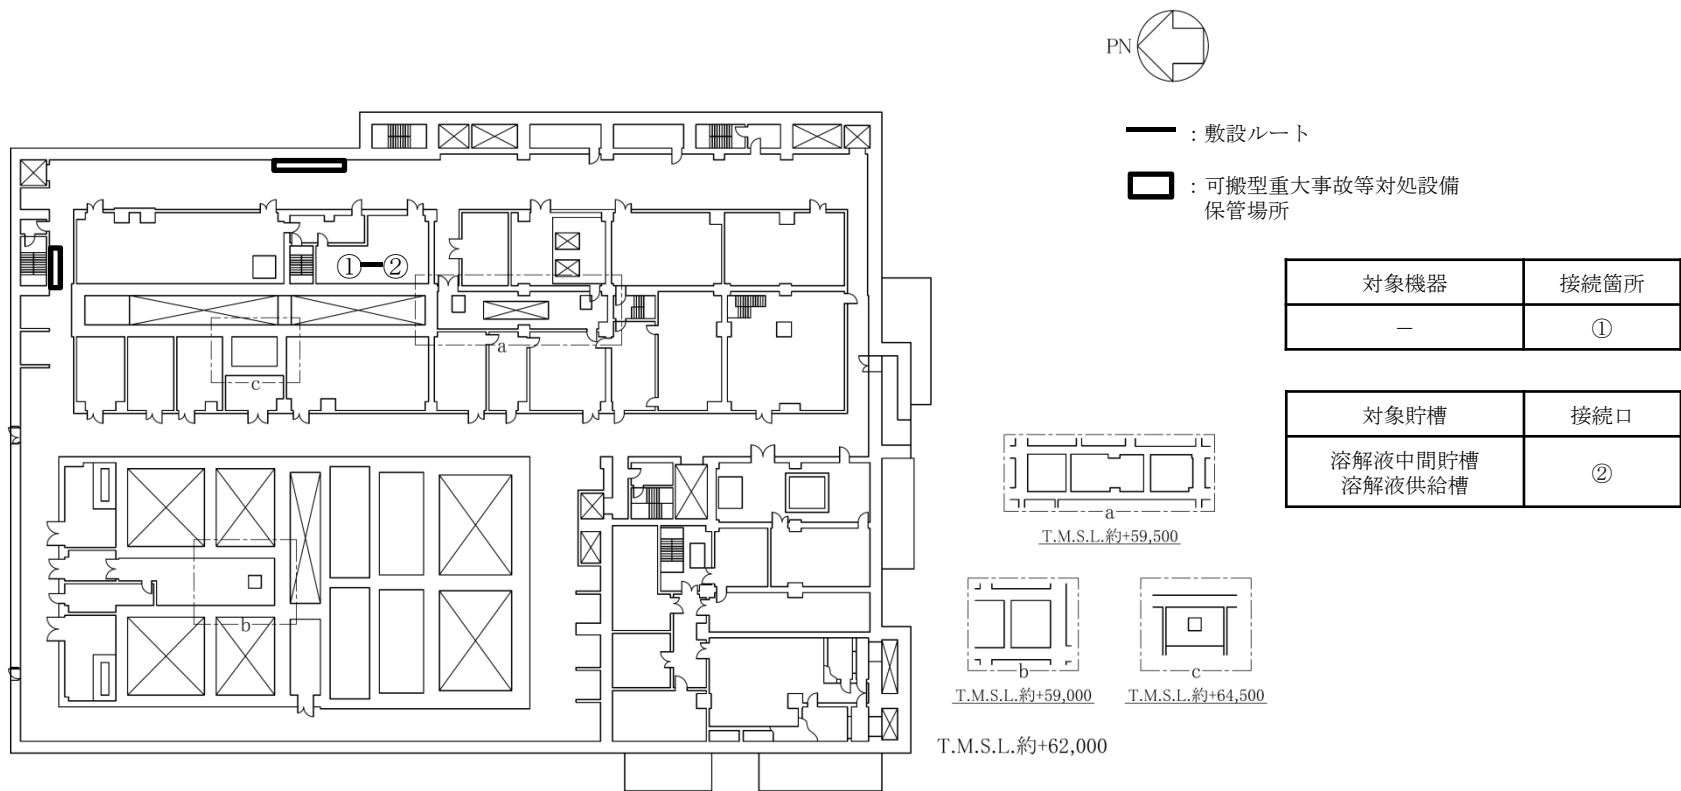 PN
：敷設ルート
：可搬型重大事故等対処設備
保管場所
①
②
a
c
b
対象機器 接続箇所
－ ①
対象貯槽 接続口
溶解液中間貯槽
溶解液供給槽
②
a
T.M.S.L.約+59,500
b
T.M.S.L.約+59,000
c
T.M.S.L.約+64,500
T.M.S.L.約+62,000